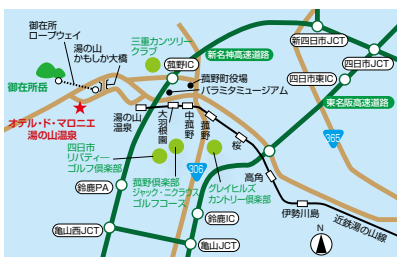 御在所
ロープウェイ
湯の山
かもしか大橋
三重カンツリー
クラブ
新名神高速道路
新四日市JCT
四日市JCT
四日市東IC
東名阪高速道路
菰野IC
菰野町役場
パラミタミュージアム
御在所岳
オテル・ド・マロニエ
湯の山温泉
湯の山
温泉
大羽根園
中菰野
菰野
桜
高角
伊勢川島
近鉄湯の山線
365
306
四日市
リバティー
ゴルフ倶楽部
菰野倶楽部
ジャック・ニクラウス
ゴルフコース
グレイヒルズ
カントリー倶楽部
鈴鹿PA
鈴鹿IC
亀山西JCT
亀山JCT
N